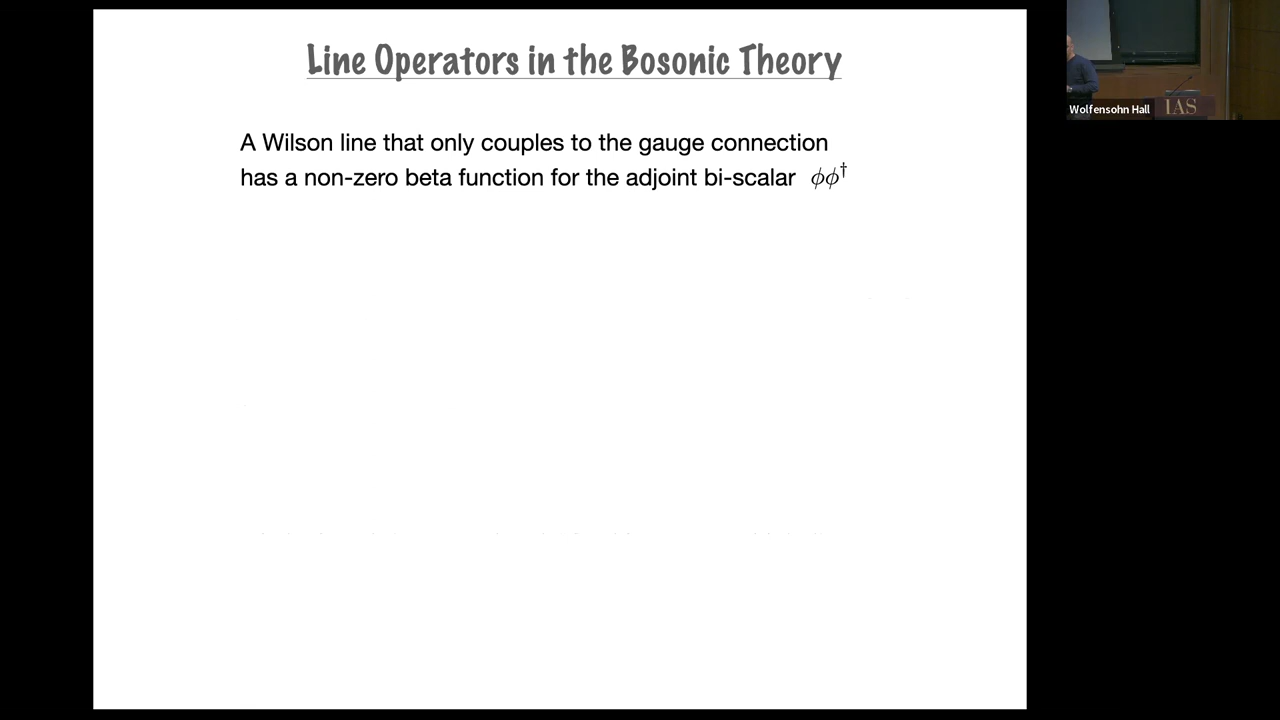 Line Operators in the Bosonic Theory
A Wilson line that only couples to the gauge connection
has a non-zero beta function for the adjoint bi-scalar ϕϕ†
Wolfensohn Hall
IAS